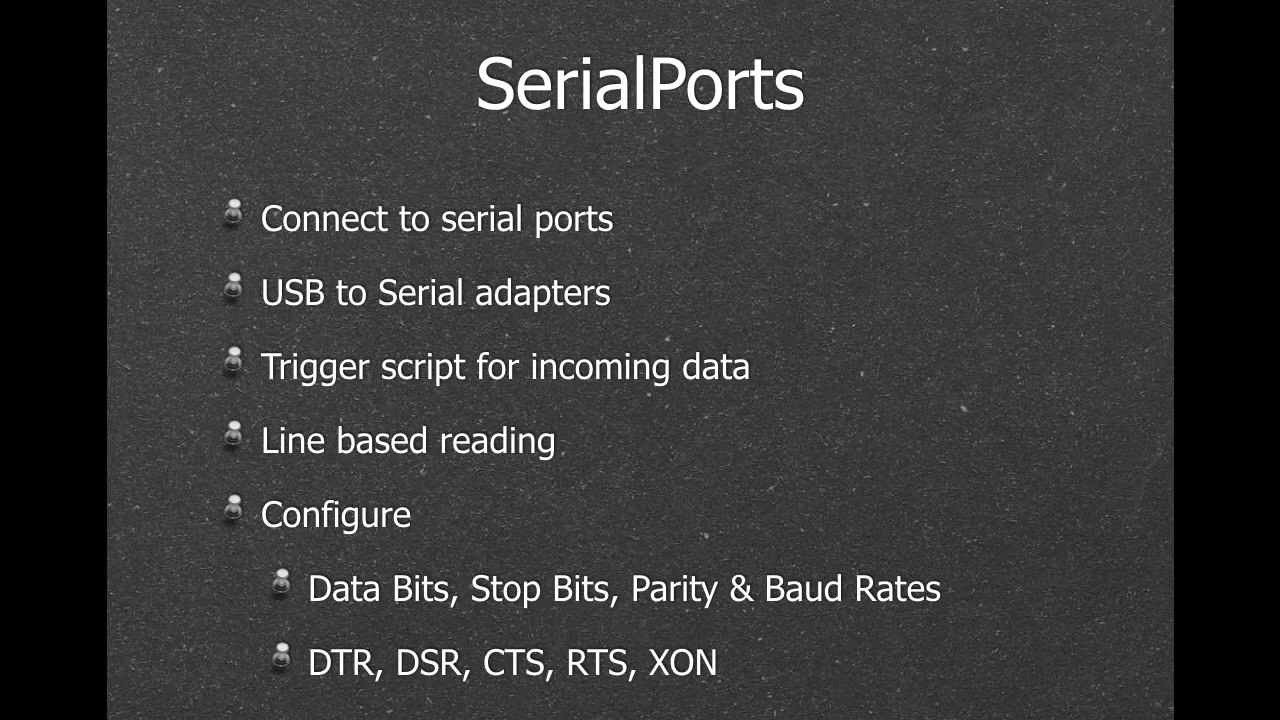 SerialPorts
Connect to serial ports
USB to Serial adapters
Trigger script for incoming data
Line based reading
Configure
Data Bits, Stop Bits, Parity & Baud Rates
DTR, DSR, CTS, RTS, XON